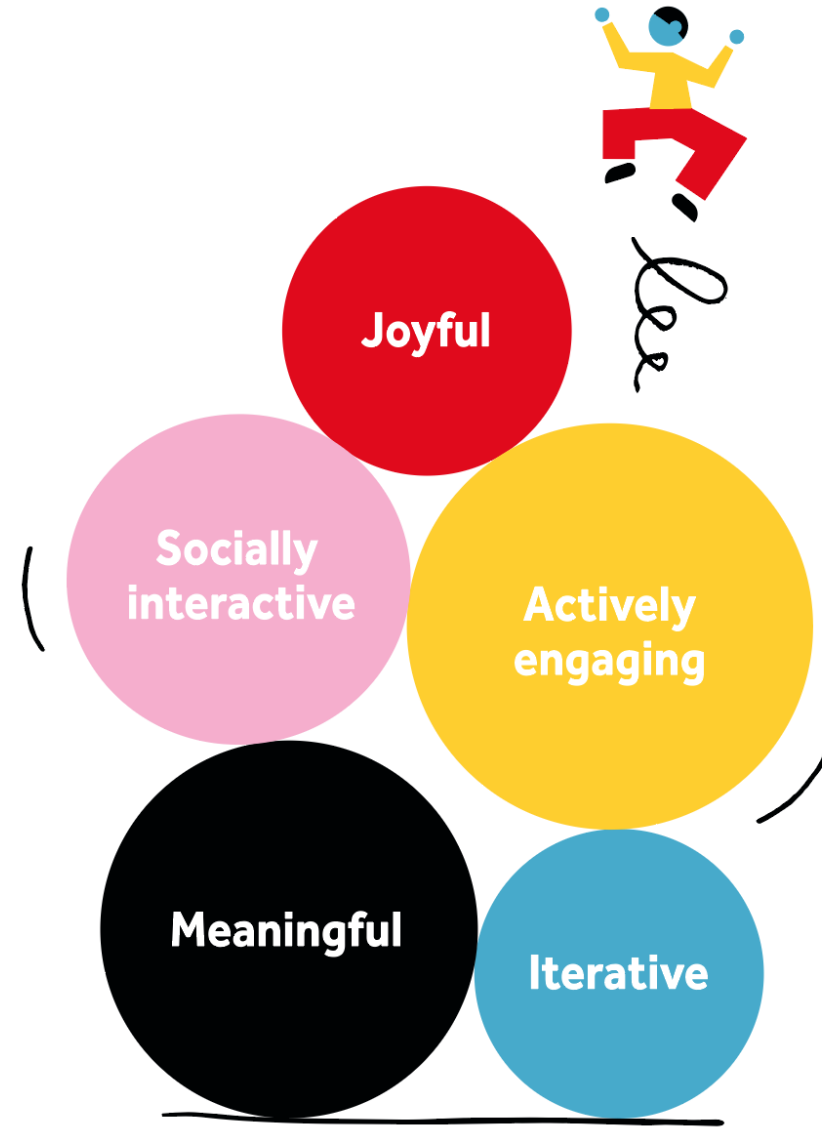 Joyful
Socially
interactive
Actively
engaging
Meaningful
Iterative